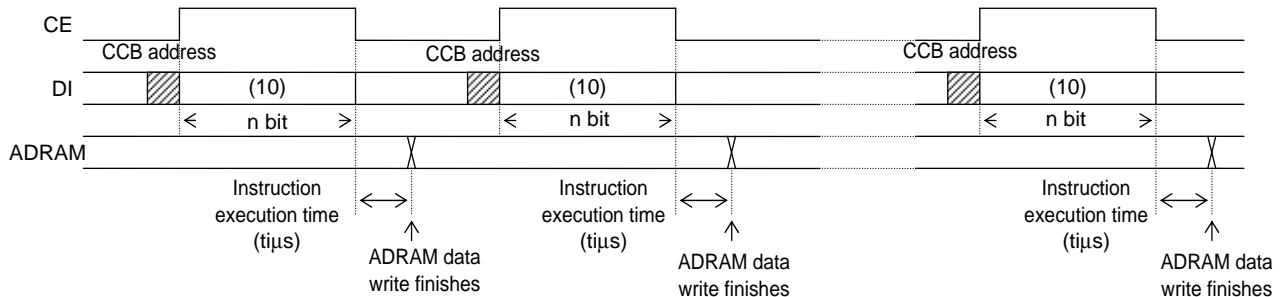 CE
CCB address
CCB address
CCB address
DI
(10)
(10)
(10)
n bit
n bit
n bit
ADRAM
Instruction
execution time
(tiμs)
Instruction
execution time
(tiμs)
Instruction
execution time
(tiμs)
ADRAM data
write finishes
ADRAM data
write finishes
ADRAM data
write finishes